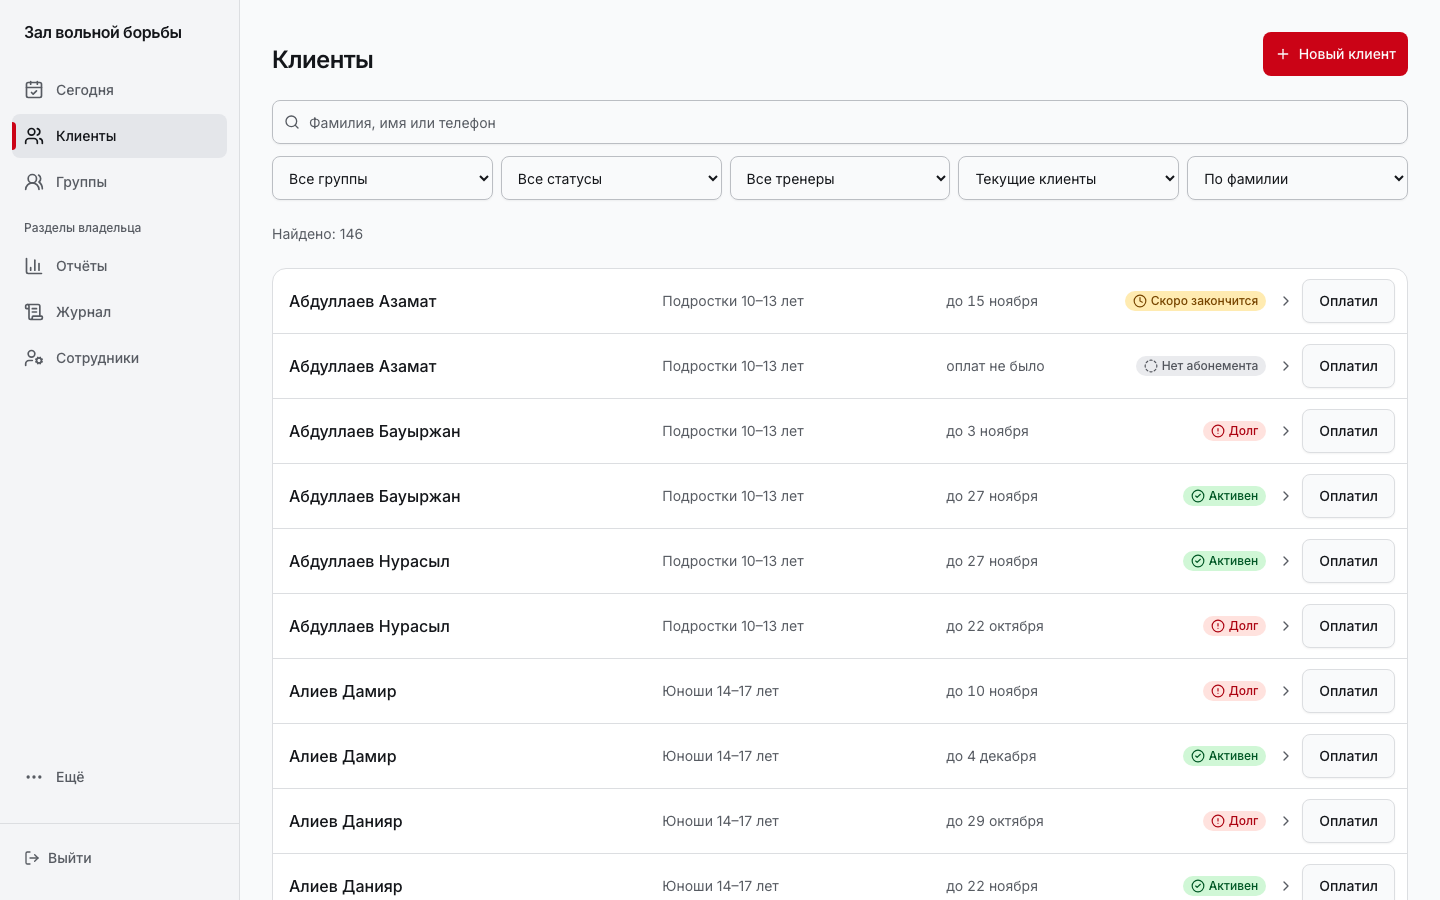 Зал вольной борьбы
Сегодня
Клиенты
Группы
Разделы владельца
Отчёты
Журнал
Сотрудники
Ещё
Выйти
Клиенты
Новый клиент
Фамилия, имя или телефон
Все группы
Все статусы
Все тренеры
Текущие клиенты
По фамилии
Найдено: 146
Абдуллаев Азамат Подростки 10–13 лет до 15 ноября Скоро закончится Оплатил
Абдуллаев Азамат Подростки 10–13 лет оплат не было Нет абонемента Оплатил
Абдуллаев Бауыржан Подростки 10–13 лет до 3 ноября Долг Оплатил
Абдуллаев Бауыржан Подростки 10–13 лет до 27 ноября Активен Оплатил
Абдуллаев Нурасыл Подростки 10–13 лет до 27 ноября Активен Оплатил
Абдуллаев Нурасыл Подростки 10–13 лет до 22 октября Долг Оплатил
Алиев Дамир Юноши 14–17 лет до 10 ноября Долг Оплатил
Алиев Дамир Юноши 14–17 лет до 4 декабря Активен Оплатил
Алиев Данияр Юноши 14–17 лет до 29 октября Долг Оплатил
Алиев Данияр Юноши 14–17 лет до 22 ноября Активен Оплатил